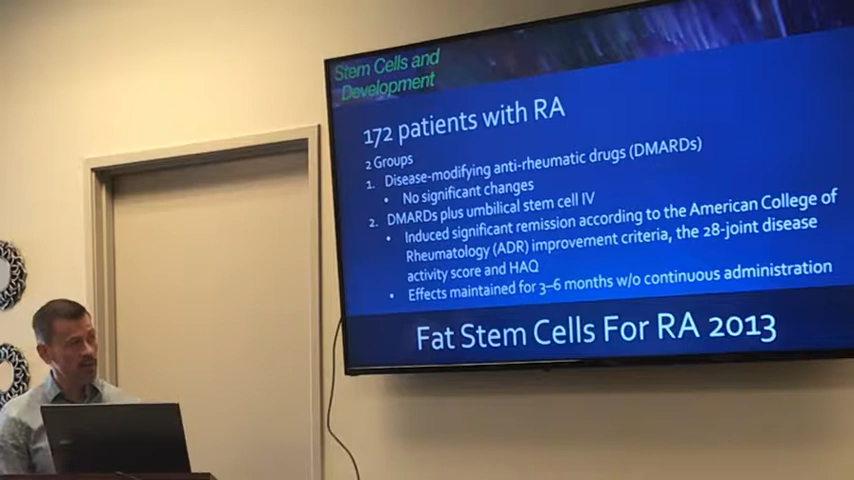 Stem Cells and
Development
172 patients with RA
2 Groups
1. Disease-modifying anti-rheumatic drugs (DMARDs)
• No significant changes
2. DMARDs plus umbilical stem cell IV
• Induced significant remission according to the American College of
Rheumatology (ADR) improvement criteria, the 28-joint disease
activity score and HAQ
• Effects maintained for 3–6 months w/o continuous administration
Fat Stem Cells For RA 2013